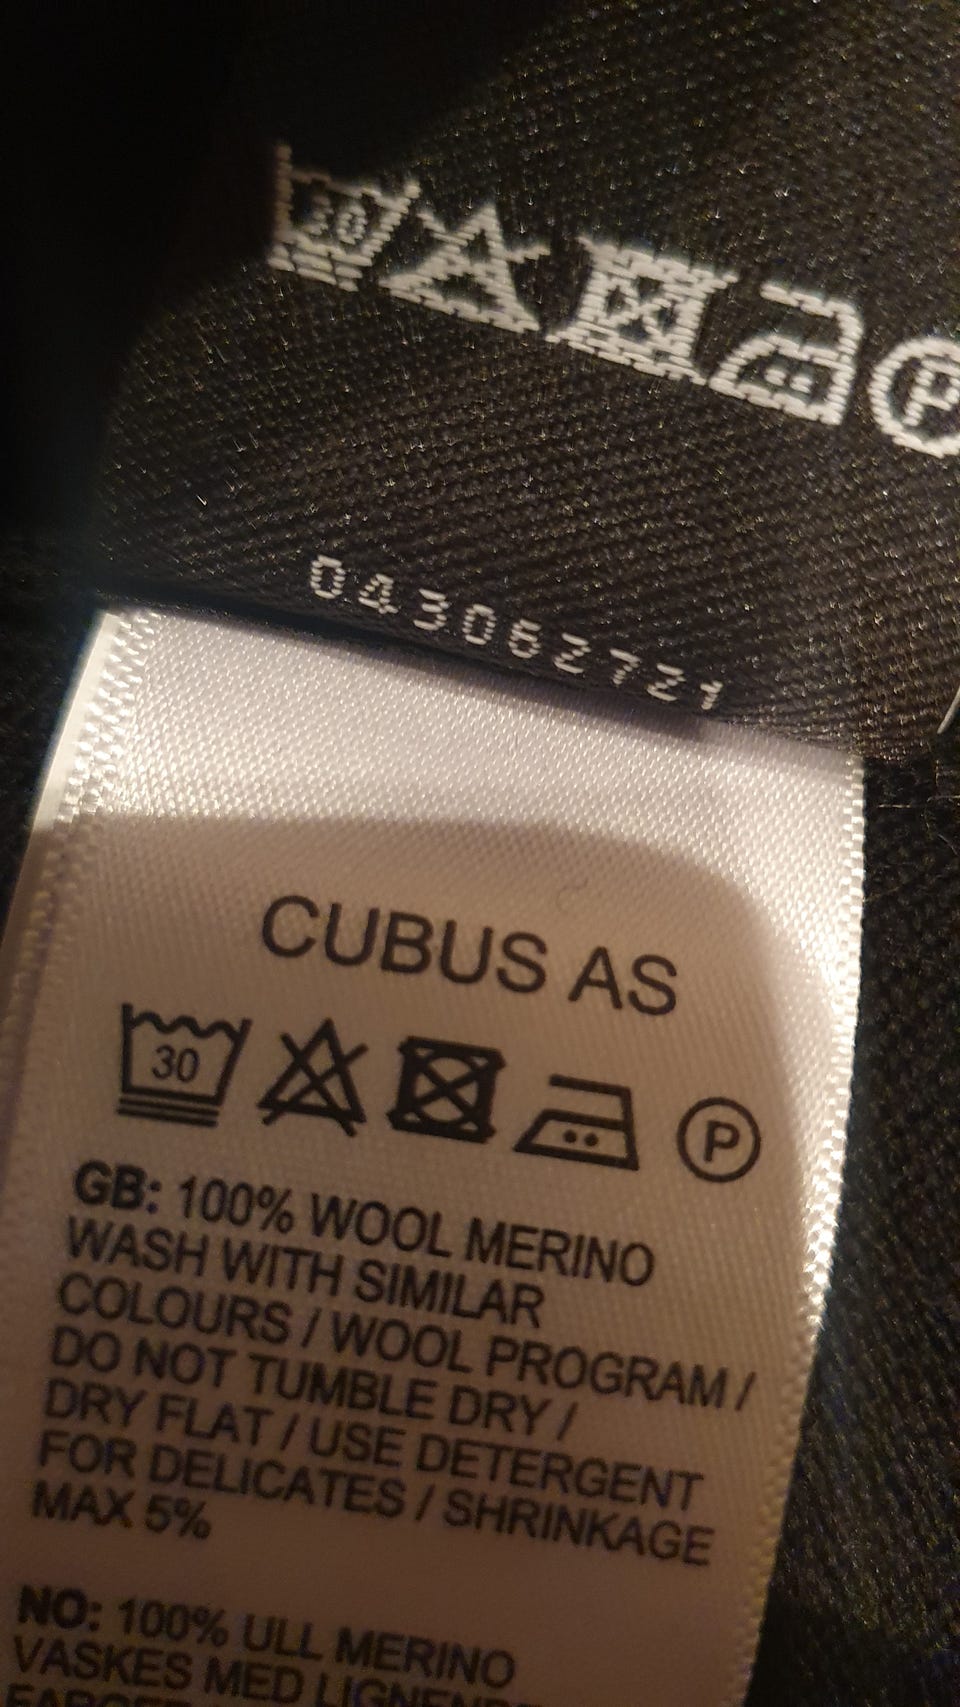 30
P
043062721
CUBUS AS
30
P
GB: 100% WOOL MERINO
WASH WITH SIMILAR
COLOURS / WOOL PROGRAM /
DO NOT TUMBLE DRY /
DRY FLAT / USE DETERGENT
FOR DELICATES / SHRINKAGE
MAX 5%
NO: 100% ULL MERINO
VASKES MED